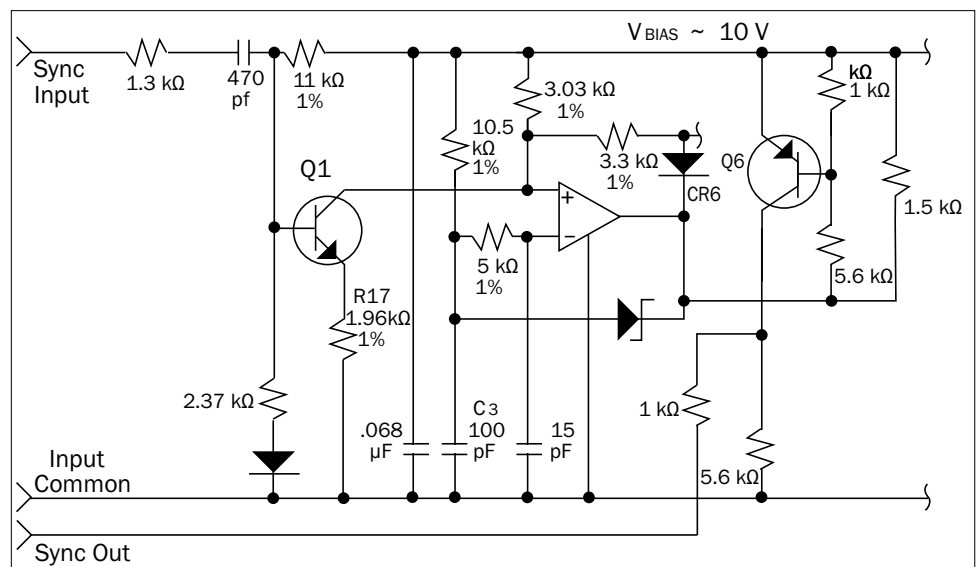 V BIAS ~ 10 V
Sync
Input
1.3 kΩ
470
pf
11 kΩ
1%
10.5
kΩ
1%
3.03 kΩ
1%
3.3 kΩ
1%
CR6
Q6
kΩ
1 kΩ
1.5 kΩ
5.6 kΩ
Q1
+
−
5 kΩ
1%
R17
1.96kΩ
1%
2.37 kΩ
.068
µF
C3
100
pF
15
pF
1 kΩ
5.6 kΩ
Input
Common
Sync Out